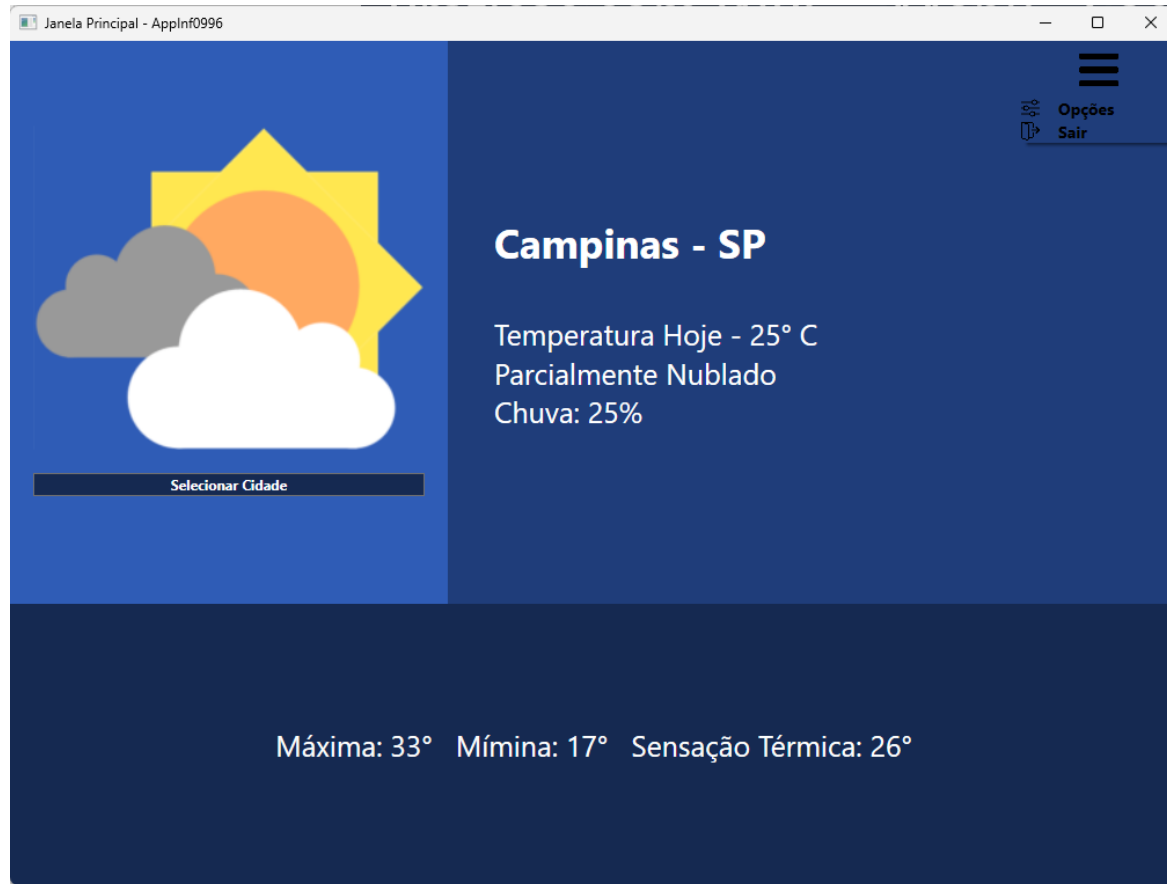 Janela Principal - AppInf0996
Opções
Sair
Campinas - SP
Temperatura Hoje - 25° C
Parcialmente Nublado
Chuva: 25%
Selecionar Cidade
Máxima: 33° Mímina: 17° Sensação Térmica: 26°